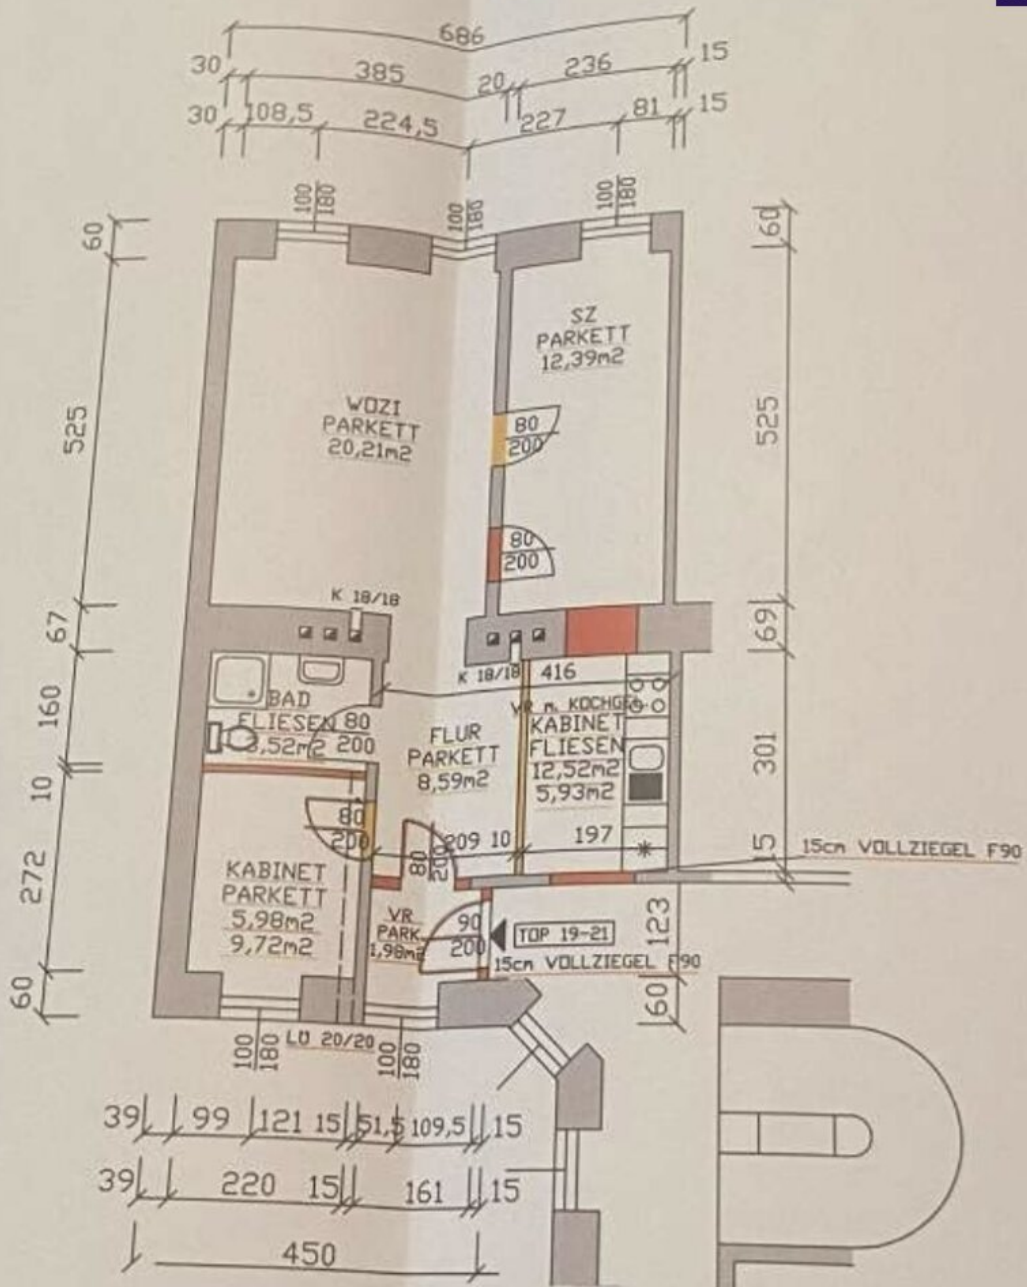 686
30 385 20 236 15
30 108,5 224,5 227 81 15
100 180
100 180
100 180
60
60
SZ
PARKETT
12,39m2
WOZI
PARKETT
20,21m2
80
200
525
525
80
200
K 18/18
67
69
K 18/18 416
BAD
FLIESEN 80
3,52m2 200
160
VR m. KOCHGEL.
KABINET
FLIESEN
12,52m2
5,93m2
FLUR
PARKETT
8,59m2
301
10
80
200
209 10 197
80
200
15
15cm VOLLZIEGEL F90
272
KABINET
PARKETT
5,98m2
9,72m2
VR
PARK.
1,98m2
90
200
TOP 19-21
15cm VOLLZIEGEL F90
123
60
60
LÜ 20/20
100 180
100 180
39 99 121 15 51,5 109,5 15
39 220 15 161 15
450